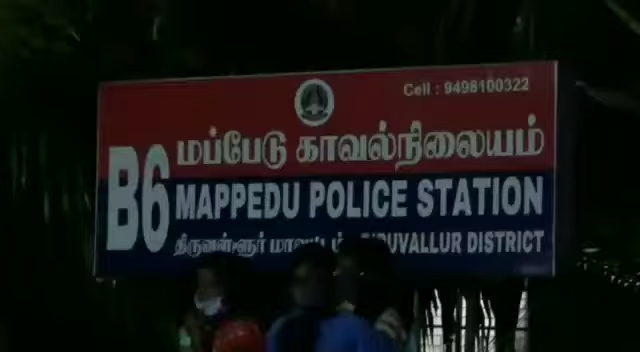 Cell : 9498100322
B6
மப்பேடு காவல்நிலையம்
MAPPEDU POLICE STATION
திருவள்ளூர் மாவட்டம் TIRUVALLUR DISTRICT